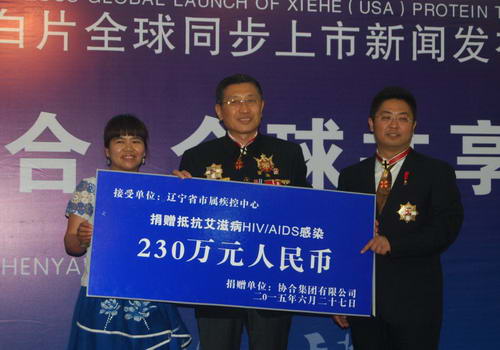 GLOBAL LAUNCH OF XIEHE ( USA ) PROTEIN T
白片全球同步上市新闻发
合 全球共享
SHENYA
接受单位：辽宁省市属疾控中心
捐赠抵抗艾滋病HIV/AIDS感染
230万元人民币
捐赠单位：协合集团有限公司
二〇一五年六月二十七日